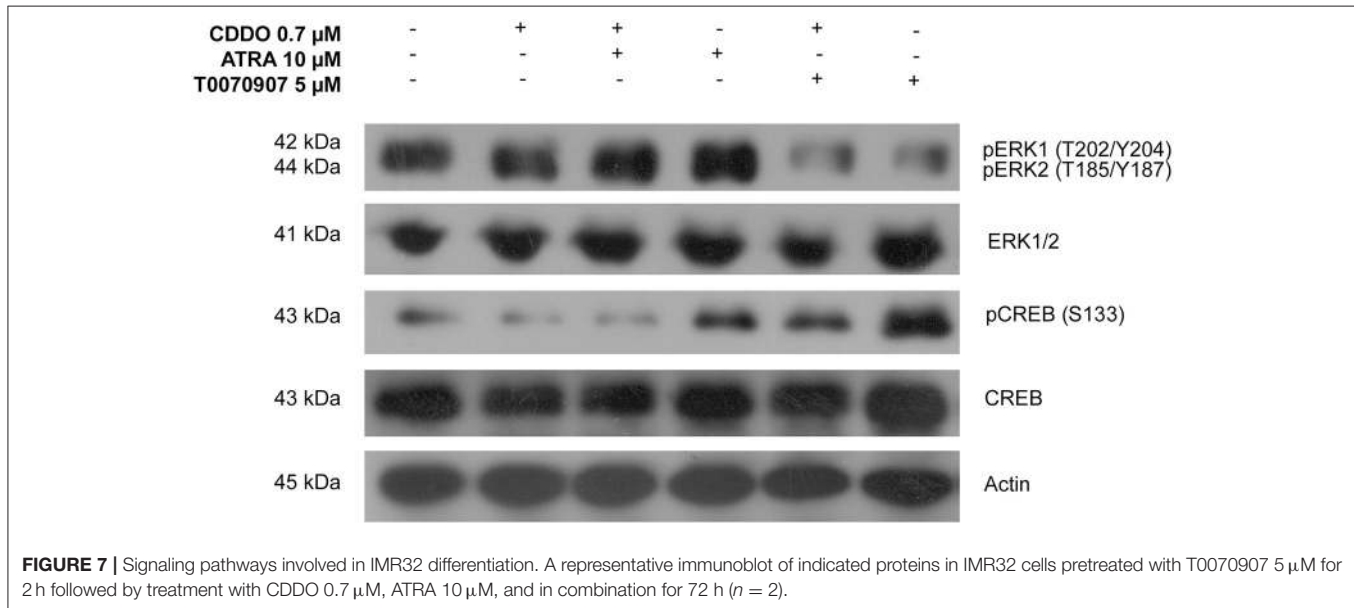 CDDO 0.7 µM - + + - + -
ATRA 10 µM - - + + - -
T0070907 5 µM - - - - + +
42 kDa
44 kDa
pERK1 (T202/Y204)
pERK2 (T185/Y187)
41 kDa ERK1/2
43 kDa pCREB (S133)
43 kDa CREB
45 kDa Actin
FIGURE 7 | Signaling pathways involved in IMR32 differentiation. A representative immunoblot of indicated proteins in IMR32 cells pretreated with T0070907 5 µM for
2 h followed by treatment with CDDO 0.7 µM, ATRA 10 µM, and in combination for 72 h (n = 2).